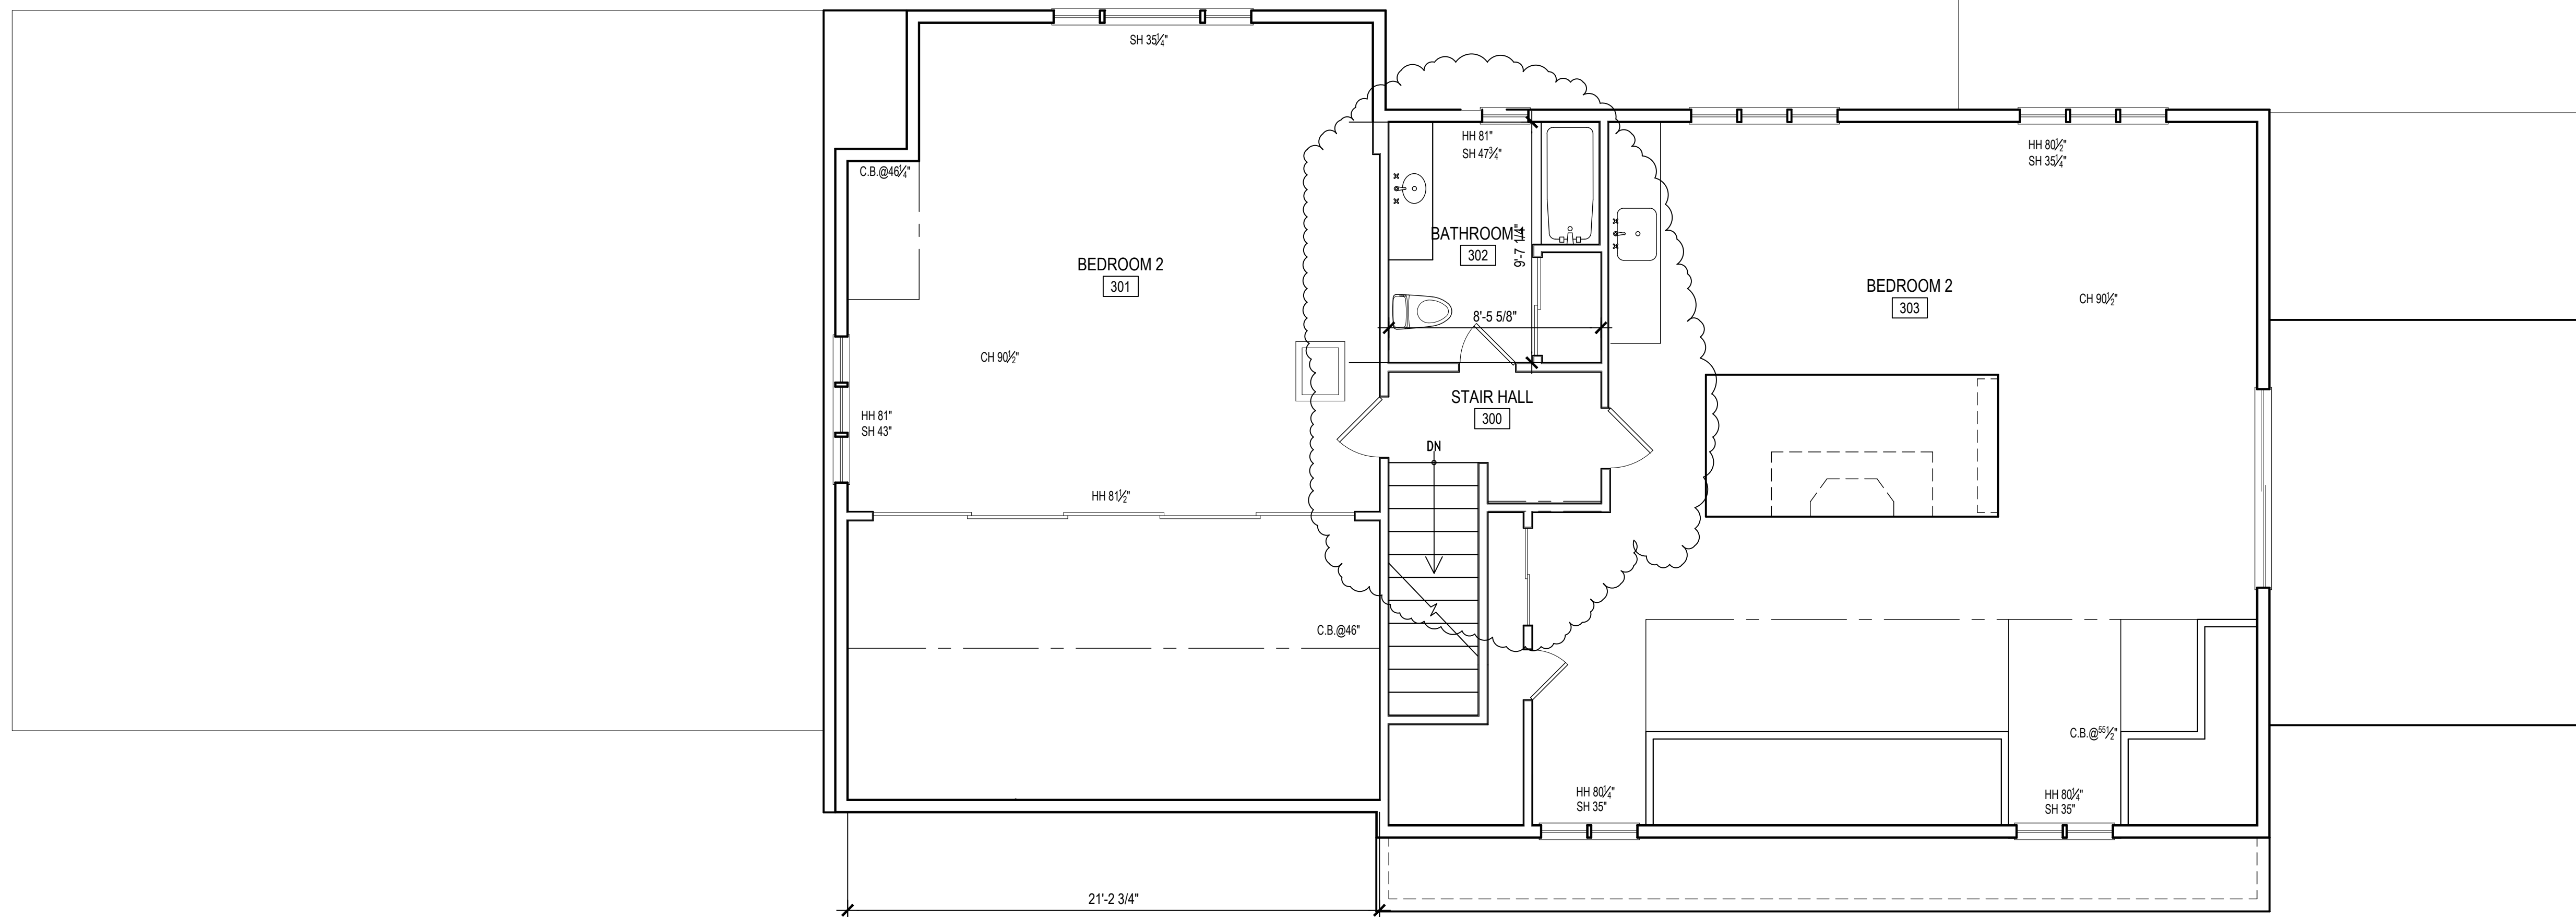 SH 35¼"
HH 81"
SH 47¾"
HH 80½"
SH 35¼"
C.B.@46¼"
BATHROOM
302
9'-7 1/4"
BEDROOM 2
301
BEDROOM 2
303
CH 90½"
8'-5 5/8"
CH 90½"
STAIR HALL
300
HH 81"
SH 43"
DN
HH 81½"
C.B.@46"
C.B.@55½"
HH 80¼"
SH 35"
HH 80¼"
SH 35"
21'-2 3/4"